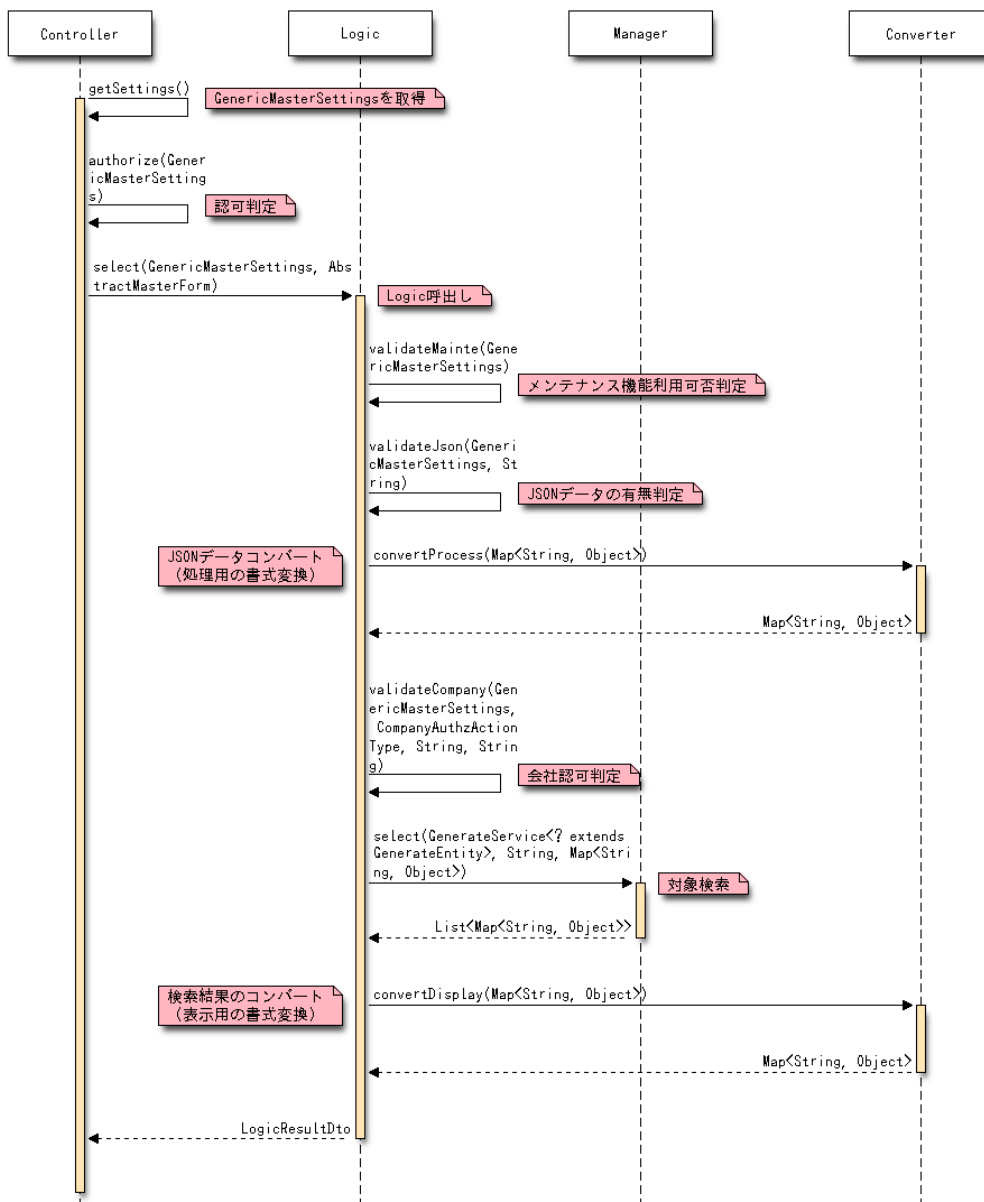 Controller
Logic
Manager
Converter
getSettings()
GenericMasterSettingsを取得
authorize(Gener
icMasterSetting
s)
認可判定
select(GenericMasterSettings, Abs
tractMasterForm)
Logic呼出し
validateMainte(Gene
ricMasterSettings)
メンテナンス機能利用可否判定
validateJson(Generi
cMasterSettings, St
ring)
JSONデータの有無判定
JSONデータコンバート
(処理用の書式変換)
convertProcess(Map<String, Object>)
Map<String, Object>
validateCompany(Gen
ericMasterSettings,
CompanyAuthzAction
Type, String, Strin
g)
会社認可判定
select(GenerateService<? extends
GenerateEntity>, String, Map<Stri
ng, Object>)
対象検索
List<Map<String, Object>>
検索結果のコンバート
(表示用の書式変換)
convertDisplay(Map<String, Object>)
Map<String, Object>
LogicResultDto